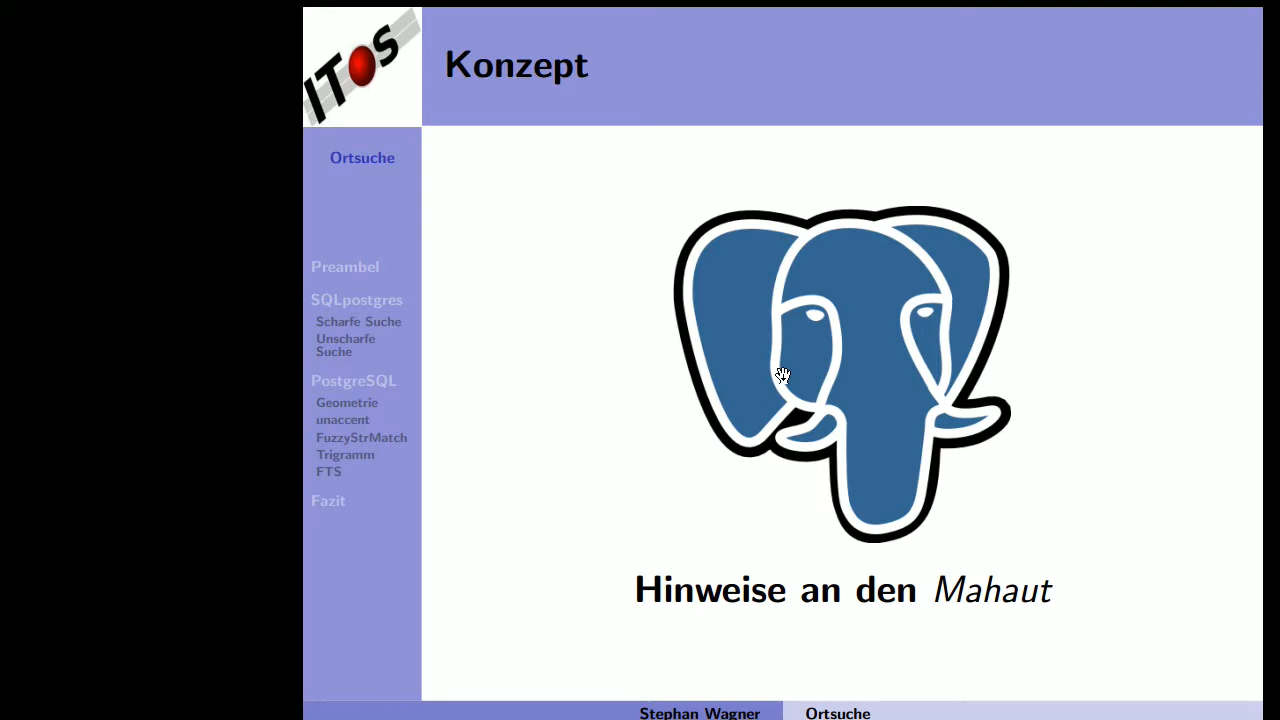 ITos
Konzept
Ortsuche
Preambel
SQLpostgres
Scharfe Suche
Unscharfe
Suche
PostgreSQL
Geometrie
unaccent
FuzzyStrMatch
Trigramm
FTS
Fazit
Hinweise an den Mahaut
Stephan Wagner
Ortsuche